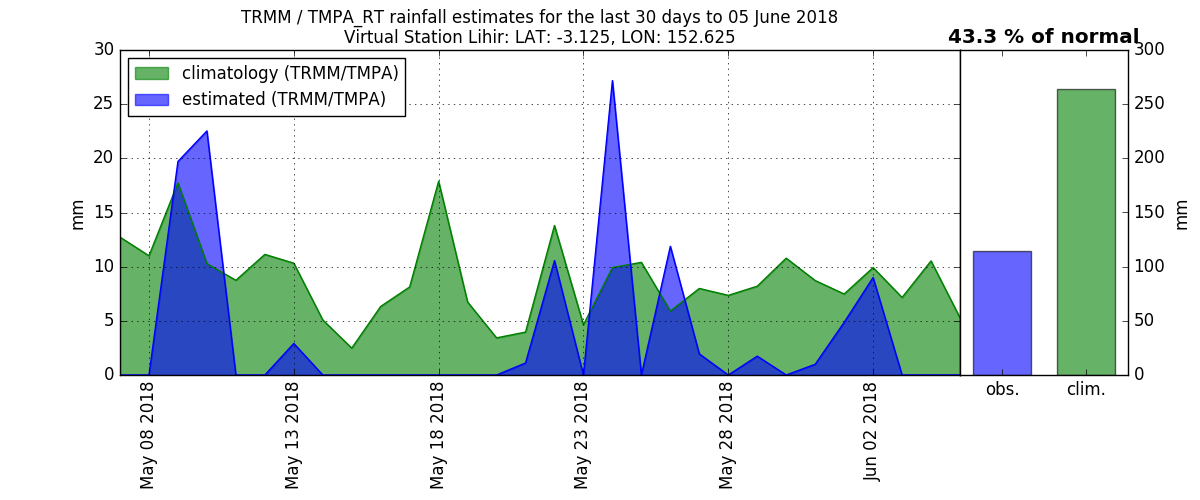 TRMM / TMPA_RT rainfall estimates for the last 30 days to 05 June 2018
Virtual Station Lihir: LAT: -3.125, LON: 152.625
43.3 % of normal
climatology (TRMM/TMPA)
estimated (TRMM/TMPA)
30
25
20
15
10
5
0
mm
May 08 2018
May 13 2018
May 18 2018
May 23 2018
May 28 2018
Jun 02 2018
obs.
clim.
300
250
200
150
100
50
0
mm